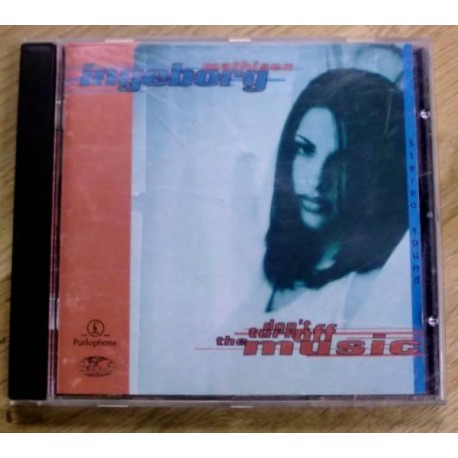 mathisen
ingeborg
Stereo sound
don't
turn off
the music
Parlophone